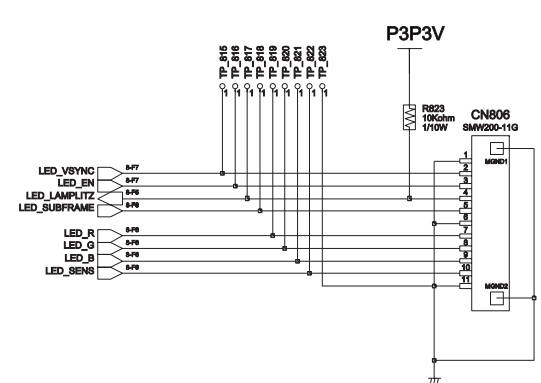 P3P3V
TP_815
TP_816
TP_817
TP_818
TP_819
TP_820
TP_821
TP_822
TP_823
1 1 1 1 1 1 1 1 1
R823
10Kohm
1/10W
CN806
SMW200-11G
MGND1
1
2
3
4
5
6
7
8
9
10
11
MGND2
LED_VSYNC
LED_EN
LED_LAMPLITZ
LED_SUBFRAME
LED_R
LED_G
LED_B
LED_SENS